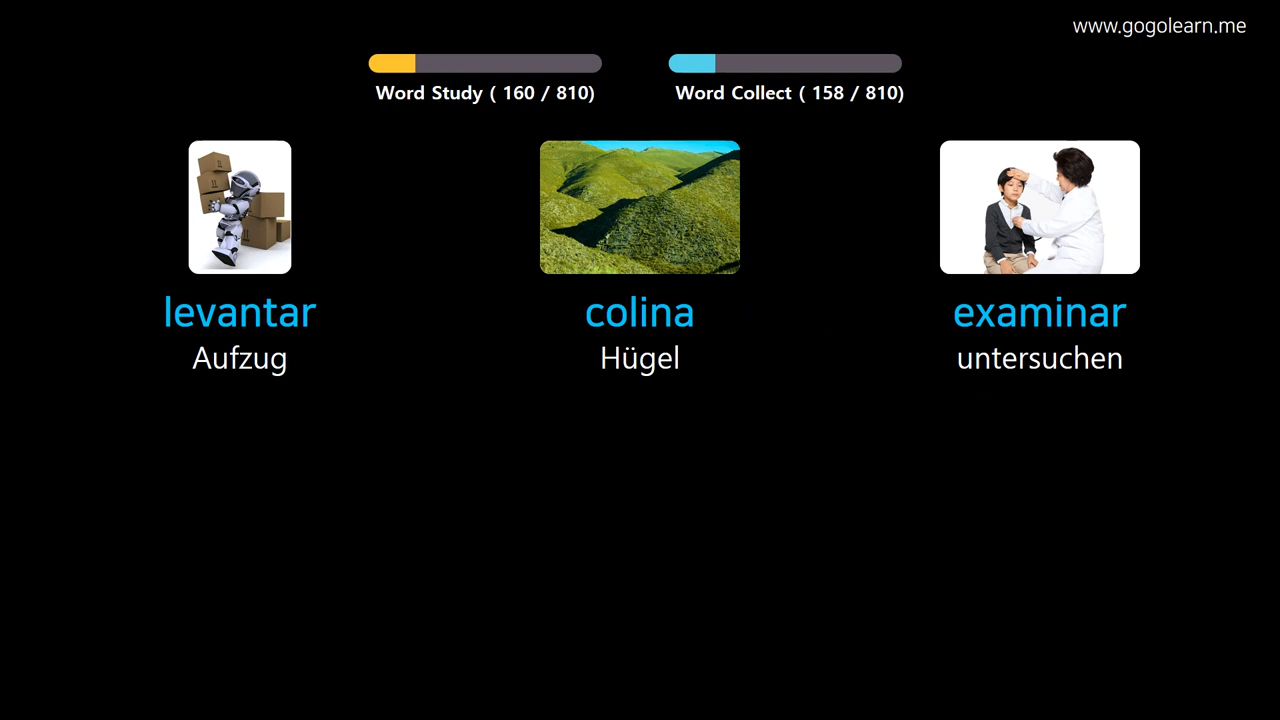 www.gogolearn.me
Word Study ( 160 / 810)
Word Collect ( 158 / 810)
levantar
Aufzug
colina
Hügel
examinar
untersuchen